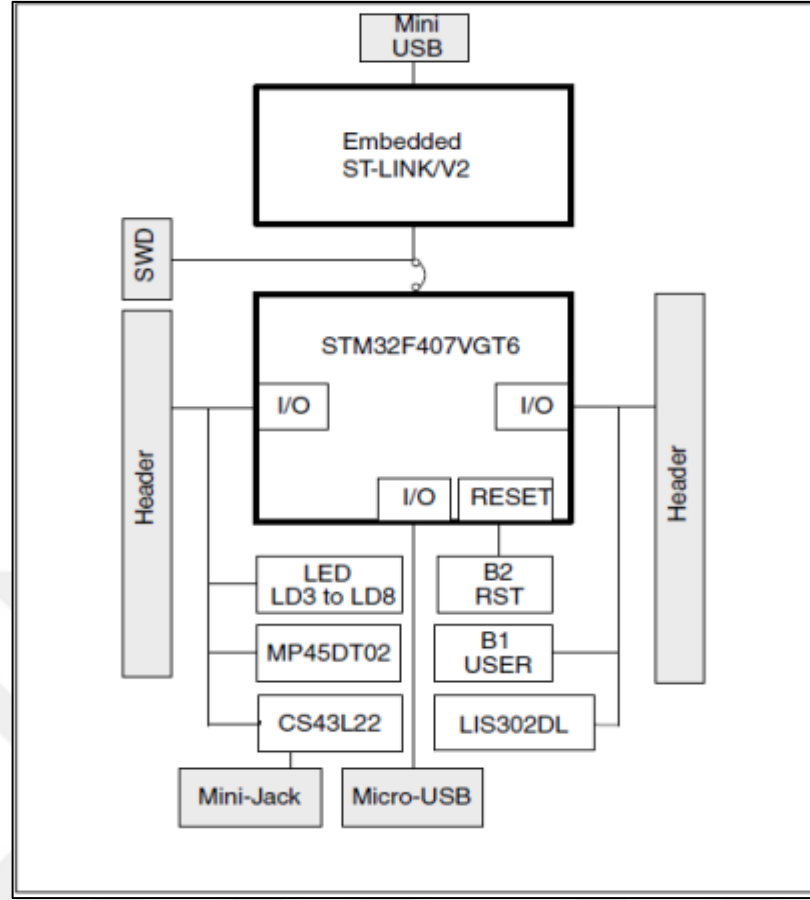 Mini
USB
Embedded
ST-LINK/V2
SWD
STM32F407VGT6
I/O
I/O
Header
Header
I/O
RESET
LED
LD3 to LD8
B2
RST
MP45DT02
B1
USER
CS43L22
LIS302DL
Mini-Jack
Micro-USB